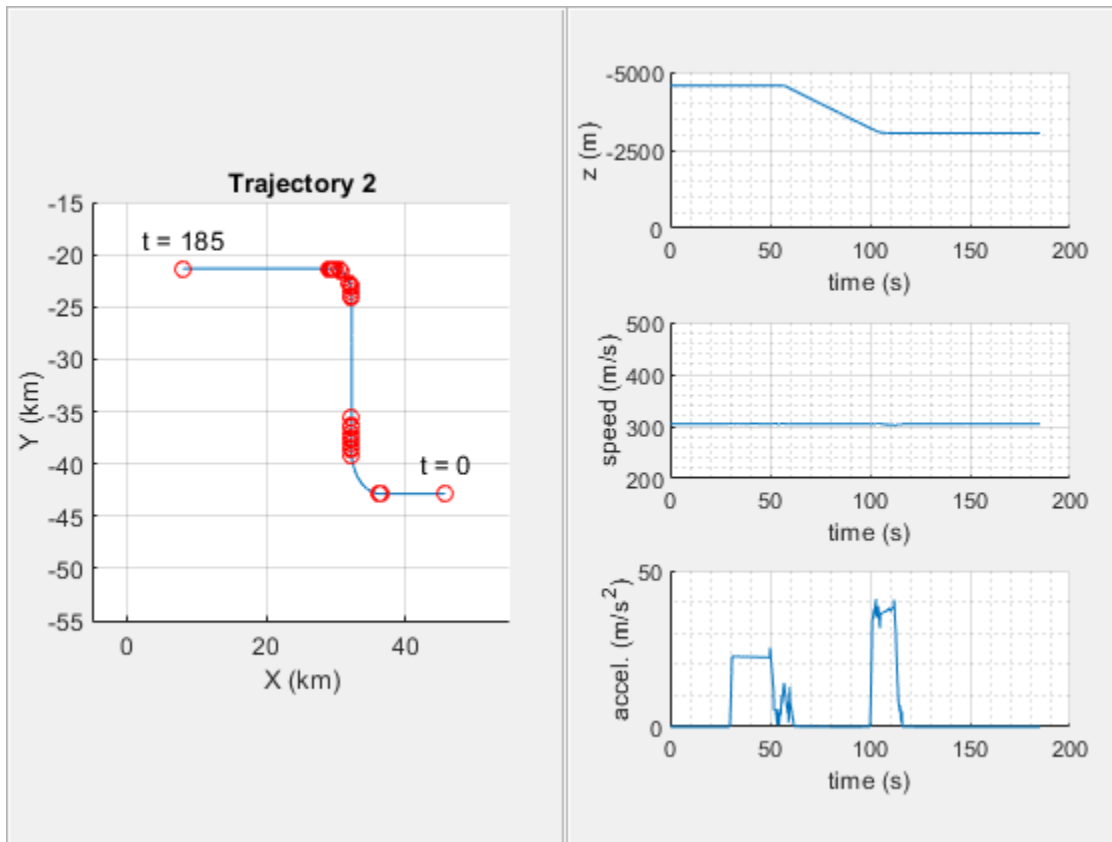 Trajectory 2
-15
-20
-25
-30
-35
-40
-45
-50
-55
Y (km)
t = 185
t = 0
0 20 40
X (km)
-5000
-2500
0
z (m)
0 50 100 150 200
time (s)
500
400
300
200
speed (m/s)
0 50 100 150 200
time (s)
50
0
accel. (m/s²)
0 50 100 150 200
time (s)